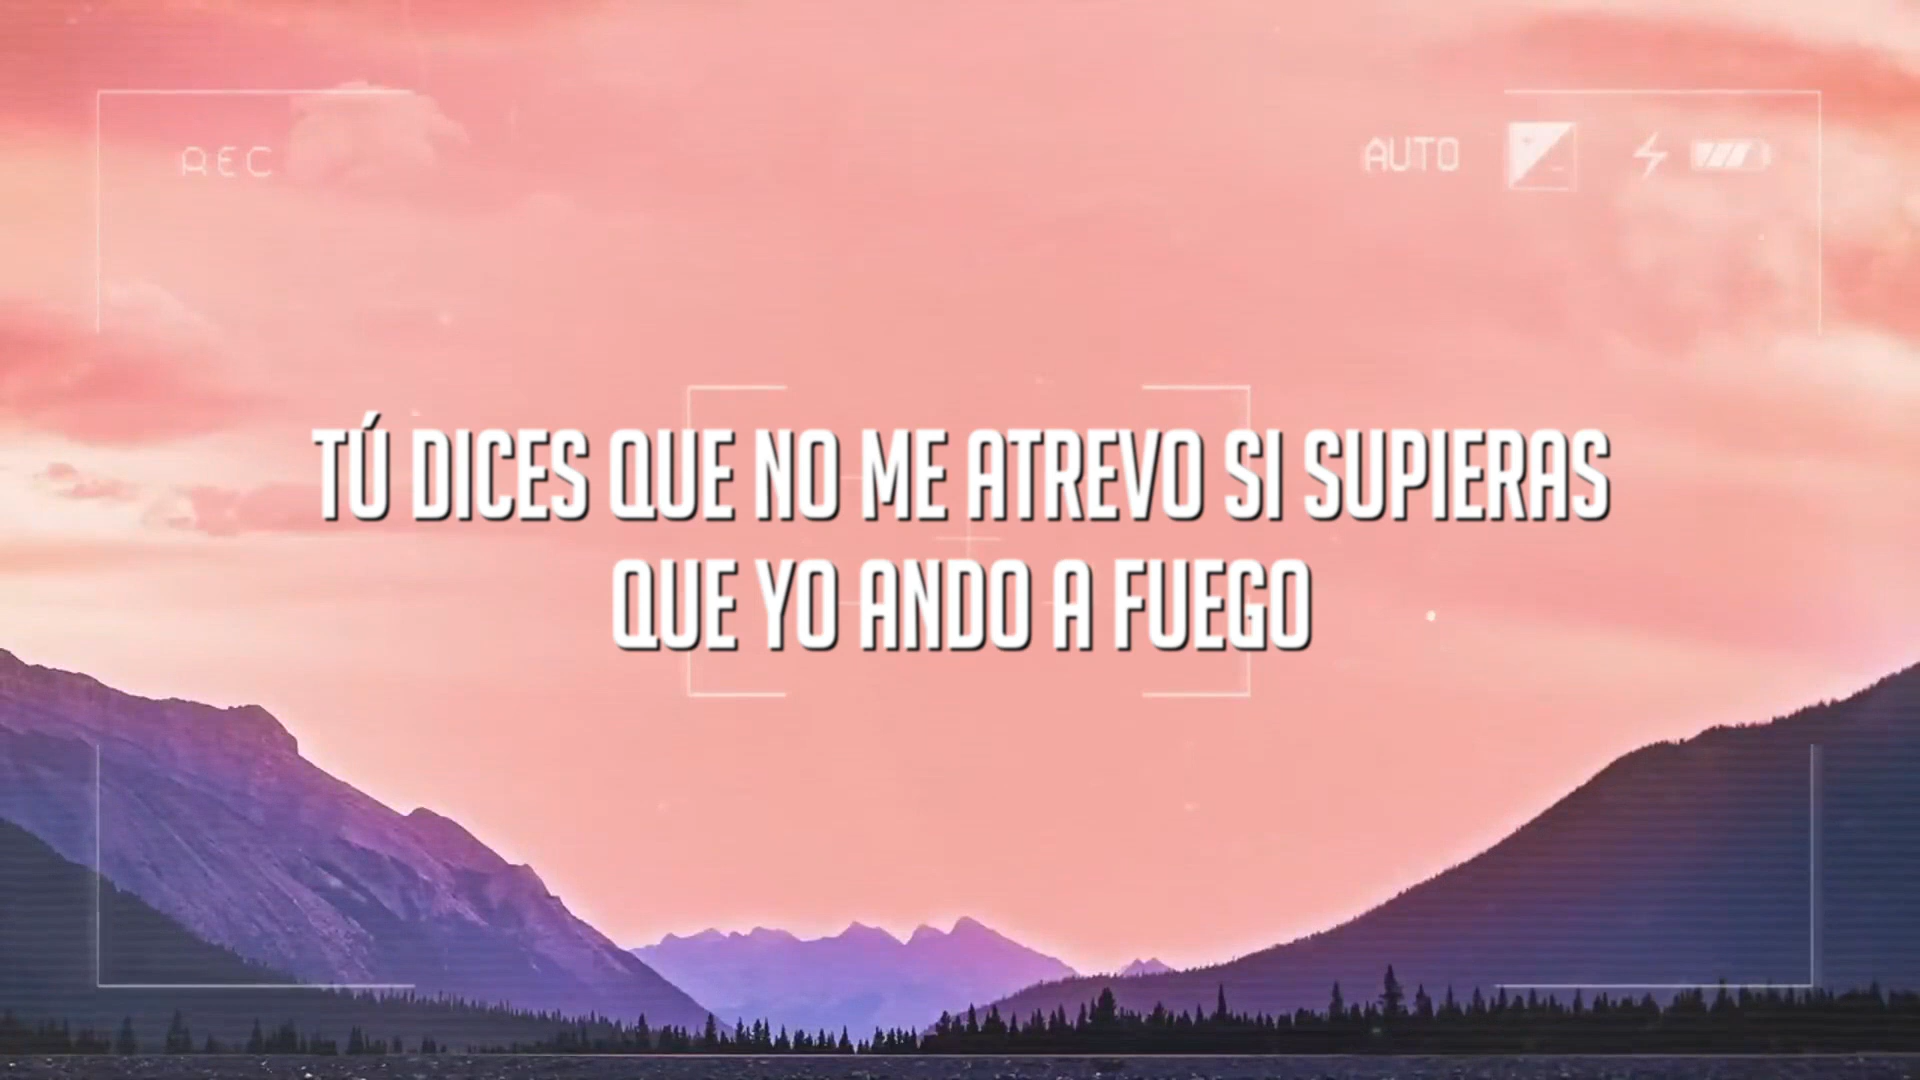 REC
AUTO
TÚ DICES QUE NO ME ATREVO SI SUPIERAS
QUE YO ANDO A FUEGO